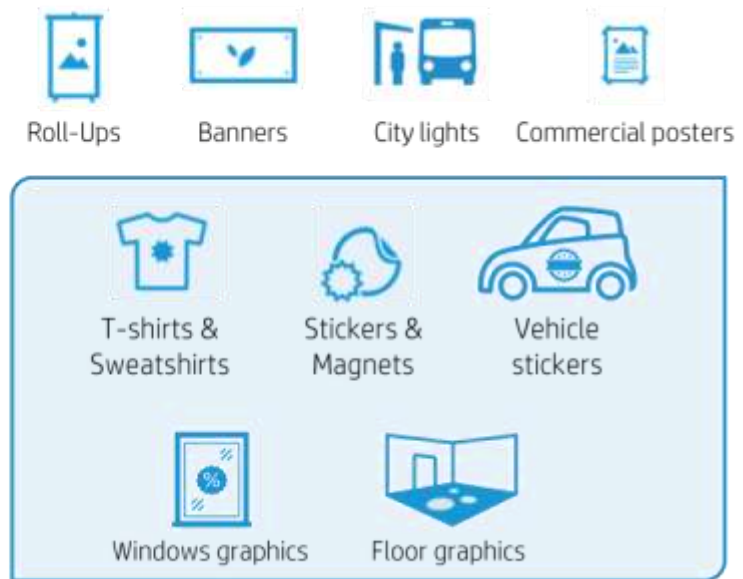 Roll-Ups
Banners
City lights
Commercial posters
T-shirts &
Sweatshirts
Stickers &
Magnets
Vehicle
stickers
%
Windows graphics
Floor graphics